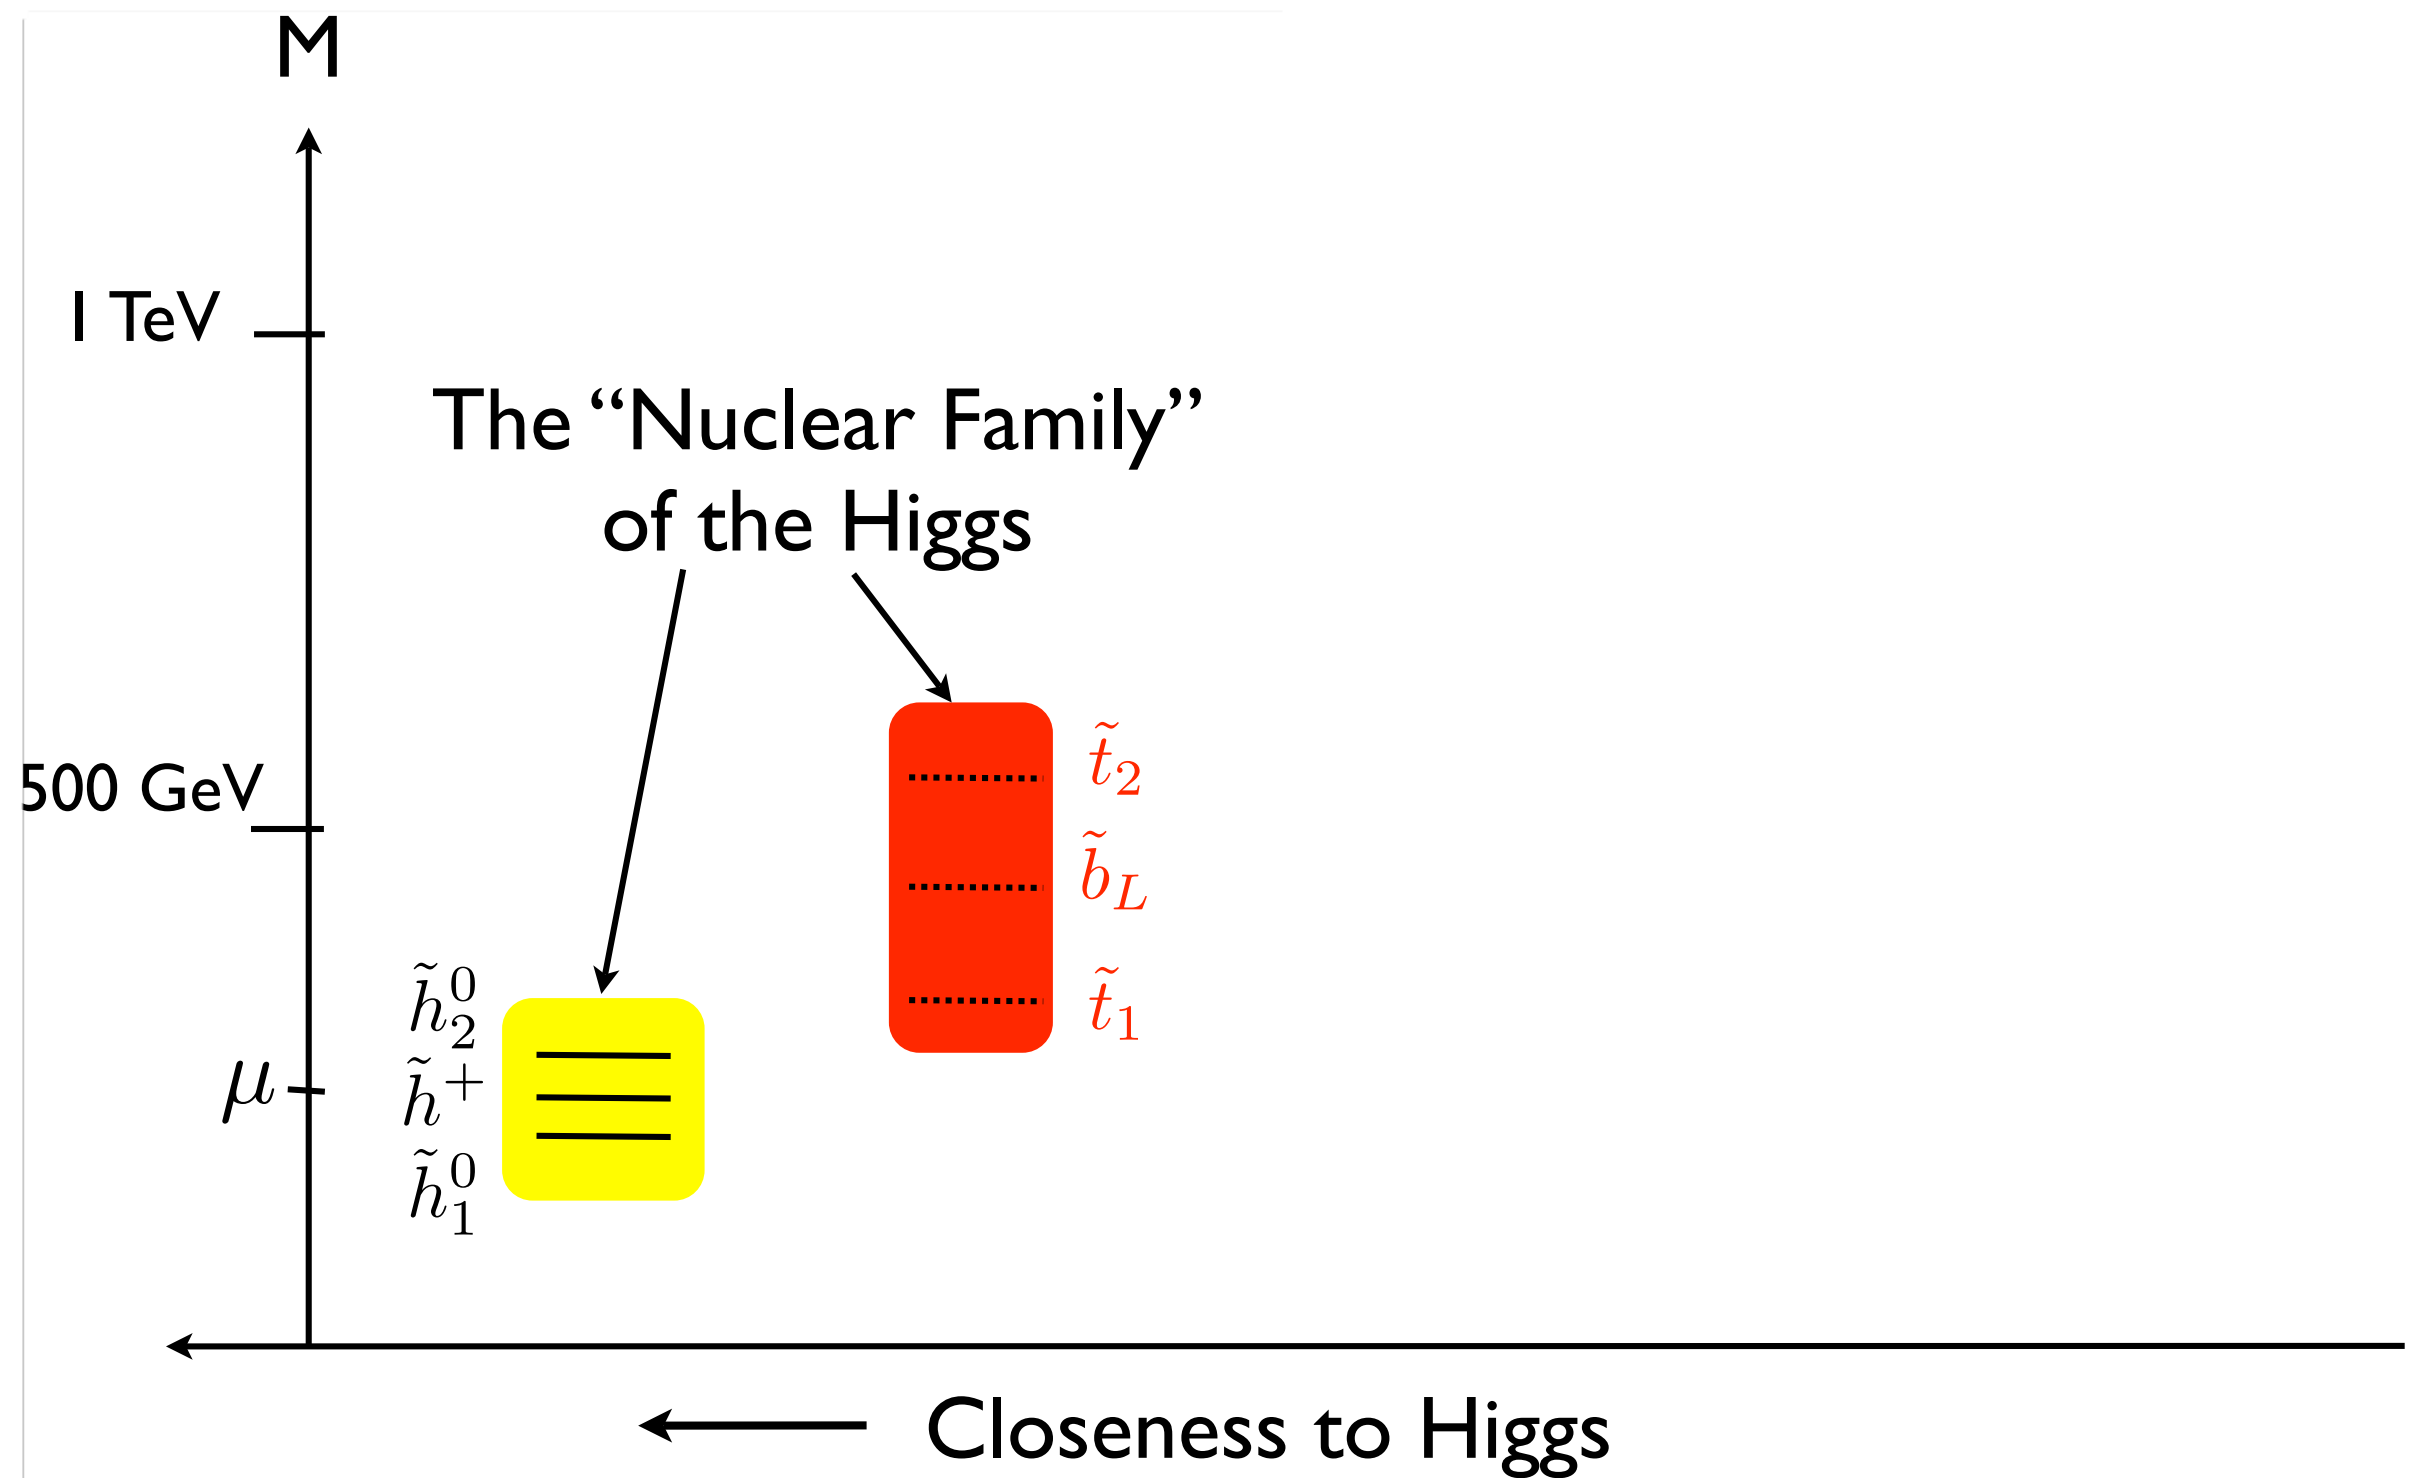 M
1 TeV
The “Nuclear Family”
of the Higgs
500 GeV
t̃₂
b̃_L
t̃₁
h̃⁰₂
μ
h̃⁺
h̃⁰₁
Closeness to Higgs